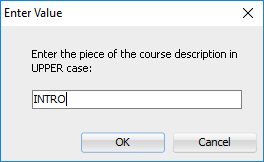 Enter Value
Enter the piece of the course description in
UPPER case:
INTRO
OK
Cancel